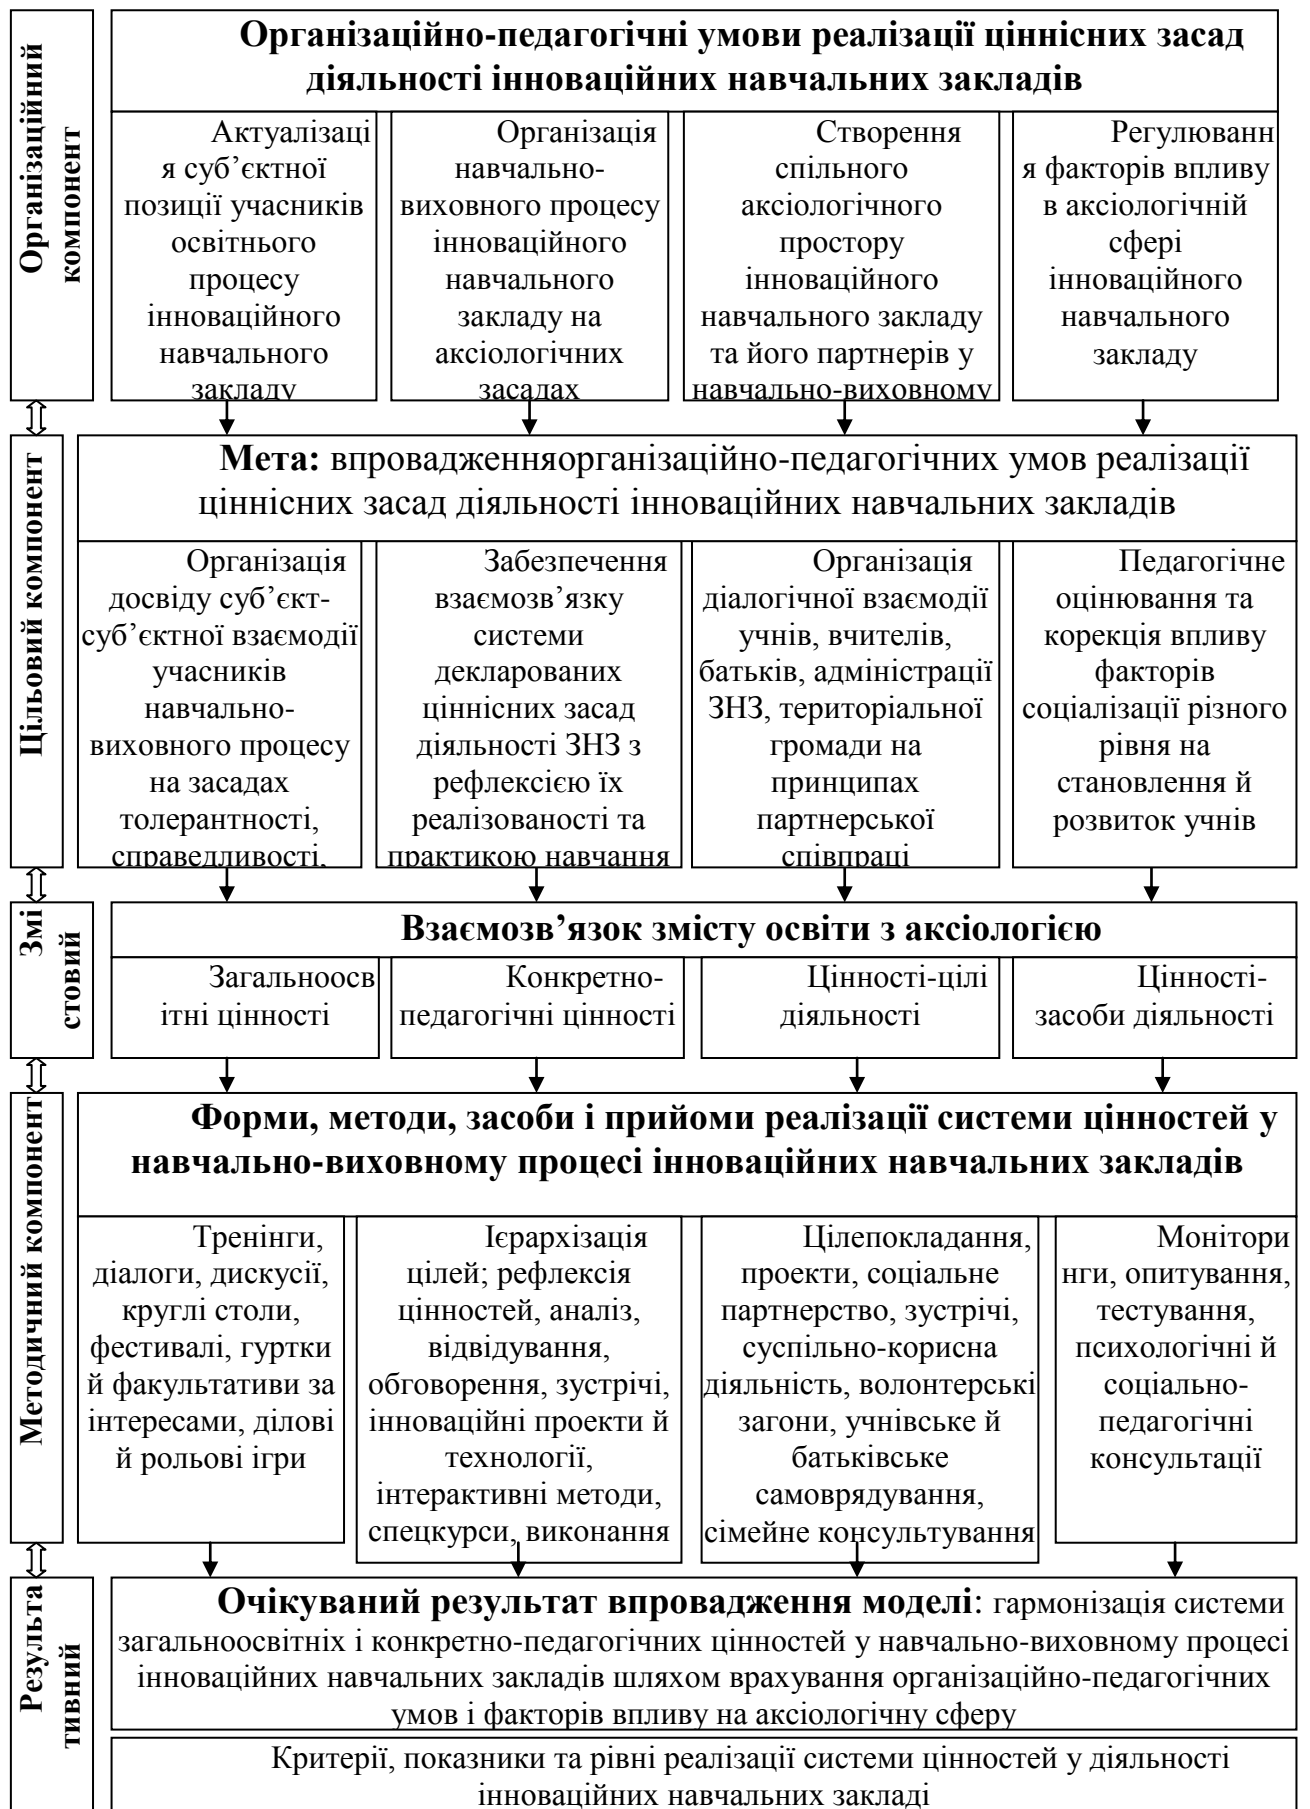 Організаційний
компонент
Організаційно-педагогічні умови реалізації ціннісних засад
діяльності інноваційних навчальних закладів
Актуалізаці
я суб’єктної
позиції учасників
освітнього
процесу
інноваційного
навчального
закладу
Організація
навчально-
виховного процесу
інноваційного
навчального
закладу на
аксіологічних
засадах
Створення
спільного
аксіологічного
простору
інноваційного
навчального закладу
та його партнерів у
навчально-виховному
Регулюванн
я факторів впливу
в аксіологічній
сфері
інноваційного
навчального
закладу
Цільовий компонент
Мета: впровадженняорганізаційно-педагогічних умов реалізації
ціннісних засад діяльності інноваційних навчальних закладів
Організація
досвіду суб’єкт-
суб’єктної взаємодії
учасників
навчально-
виховного процесу
на засадах
толерантності,
справедливості,
Забезпечення
взаємозв’язку
системи
декларованих
ціннісних засад
діяльності ЗНЗ з
рефлексією їх
реалізованості та
практикою навчання
Організація
діалогічної взаємодії
учнів, вчителів,
батьків, адміністрації
ЗНЗ, територіальної
громади на
принципах
партнерської
співпраці
Педагогічне
оцінювання та
корекція впливу
факторів
соціалізації різного
рівня на
становлення й
розвиток учнів
Змі
стовий
Взаємозв’язок змісту освіти з аксіологією
Загальноосв
ітні цінності
Конкретно-
педагогічні цінності
Цінності-цілі
діяльності
Цінності-
засоби діяльності
Методичний компонент
Форми, методи, засоби і прийоми реалізації системи цінностей у
навчально-виховному процесі інноваційних навчальних закладів
Тренінги,
діалоги, дискусії,
круглі столи,
фестивалі, гуртки
й факультативи за
інтересами, ділові
й рольові ігри
Ієрархізація
цілей; рефлексія
цінностей, аналіз,
відвідування,
обговорення, зустрічі,
інноваційні проекти й
технології,
інтерактивні методи,
спецкурси, виконання
Цілепокладання,
проекти, соціальне
партнерство, зустрічі,
суспільно-корисна
діяльність, волонтерські
загони, учнівське й
батьківське
самоврядування,
сімейне консультування
Монітори
нги, опитування,
тестування,
психологічні й
соціально-
педагогічні
консультації
Результа
тивний
Очікуваний результат впровадження моделі: гармонізація системи
загальноосвітніх і конкретно-педагогічних цінностей у навчально-виховному процесі
інноваційних навчальних закладів шляхом врахування організаційно-педагогічних
умов і факторів впливу на аксіологічну сферу
Критерії, показники та рівні реалізації системи цінностей у діяльності
інноваційних навчальних закладі